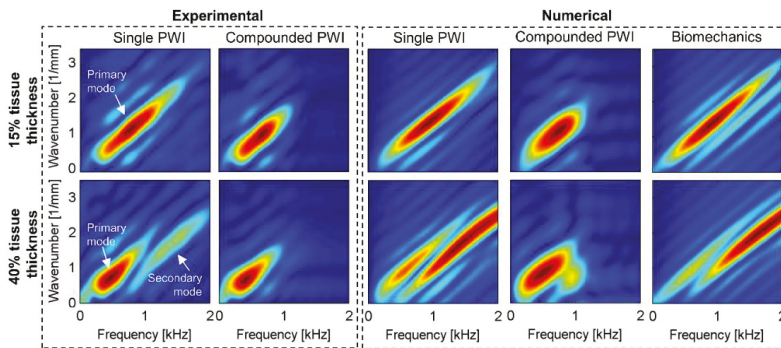 Experimental
Numerical
Single PWI
Compounded PWI
Single PWI
Compounded PWI
Biomechanics
15% tissue
thickness
Wavenumber [1/mm]
3
2
1
0
Primary
mode
40% tissue
thickness
Wavenumber [1/mm]
3
2
1
0
Primary
mode
Secondary
mode
0 1 2 0 1 2 0 1 2 0 1 2 0 1 2
Frequency [kHz]
Frequency [kHz]
Frequency [kHz]
Frequency [kHz]
Frequency [kHz]